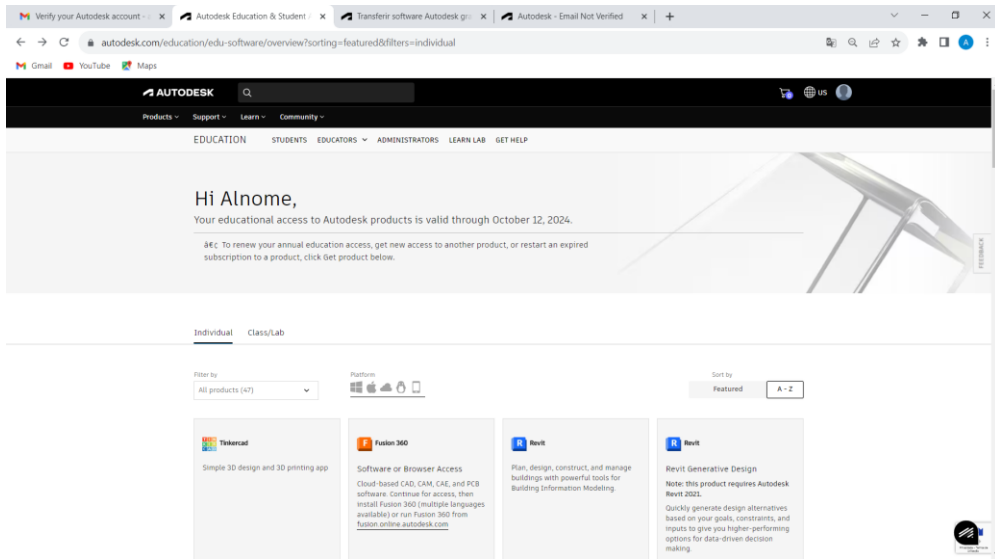 Verify your Autodesk account -
Autodesk Education & Student /
Transferir software Autodesk gra
Autodesk - Email Not Verified
autodesk.com/education/edu-software/overview?sorting=featured&filters=individual
Gmail YouTube Maps
AUTODESK
US
Products Support Learn Community
EDUCATION STUDENTS EDUCATORS ADMINISTRATORS LEARN LAB GET HELP
Hi Alnome,
Your educational access to Autodesk products is valid through October 12, 2024.
â€¢ To renew your annual education access, get new access to another product, or restart an expired
subscription to a product, click Get product below.
FEEDBACK
Individual Class/Lab
Filter by
All products (47)
Platform
Sort by
Featured A - Z
Tinkercad
Simple 3D design and 3D printing app
Fusion 360
Software or Browser Access
Cloud-based CAD, CAM, CAE, and PCB
software. Continue for access, then
install Fusion 360 (multiple languages
available) or run Fusion 360 from
fusion.online.autodesk.com
Revit
Plan, design, construct, and manage
buildings with powerful tools for
Building Information Modeling.
Revit
Revit Generative Design
Note: this product requires Autodesk
Revit 2021.
Quickly generate design alternatives
based on your goals, constraints, and
inputs to give you higher-performing
options for data-driven decision
making.